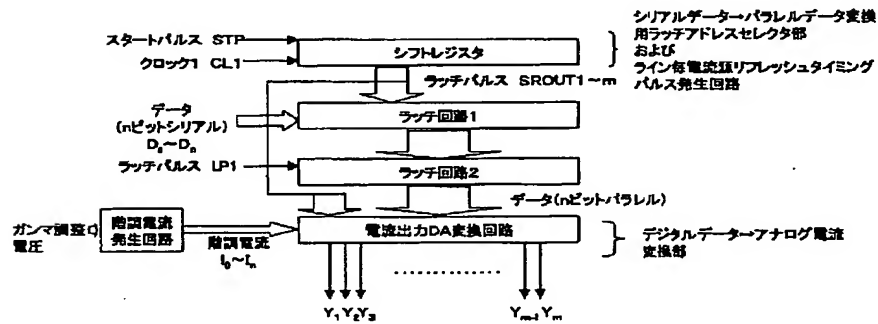 スタートパルス STP
クロック1 CL1
シフトレジスタ
シリアルデータ→パラレルデータ変換
用ラッチアドレスセレクタ部
および
ライン毎電流源リフレッシュタイミング
パルス発生回路
ラッチパルス SROUT1~m
データ
(nビットシリアル)
D₀~Dₙ
ラッチ回路1
ラッチパルス LP1
ラッチ回路2
データ(nビットパラレル)
ガンマ調整
電圧
階調電流
発生回路
階調電流
I₀~Iₙ
電流出力DA変換回路
デジタルデータ→アナログ電流
変換部
Y₁ Y₂ Y₃
Yₘ₋₁ Yₘ